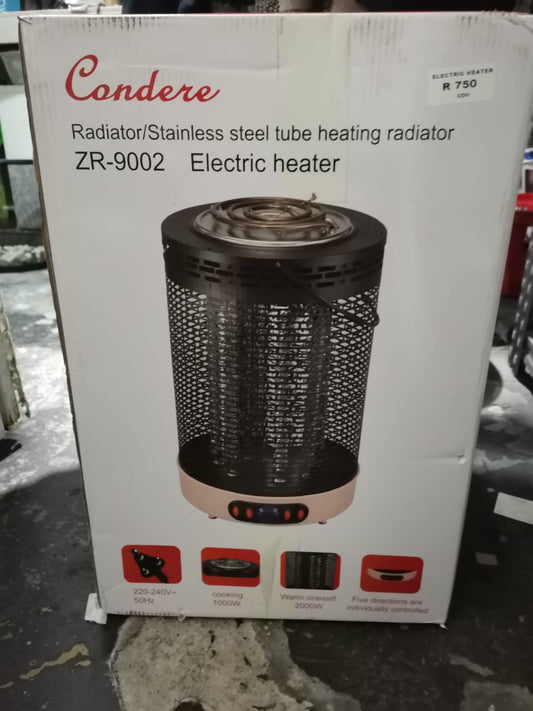 Condere
ELECTRIC HEATER
R 750
CDH
Radiator/Stainless steel tube heating radiator
ZR-9002 Electric heater
220-240V~
50Hz
cooking
1000W
Warm oneself
2000W
Five directions are
individually controlled